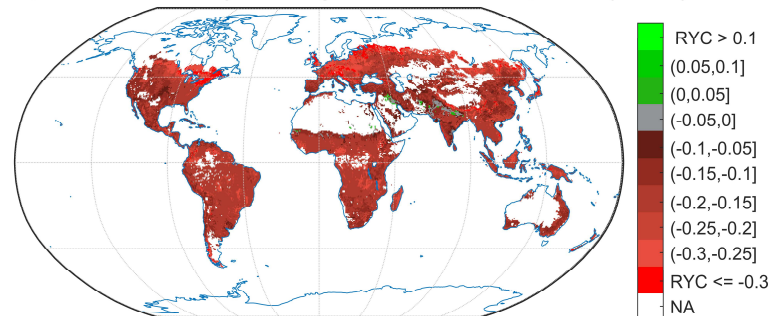 RYC > 0.1
(0.05,0.1]
(0,0.05]
(-0.05,0]
(-0.1,-0.05]
(-0.15,-0.1]
(-0.2,-0.15]
(-0.25,-0.2]
(-0.3,-0.25]
RYC <= -0.3
NA